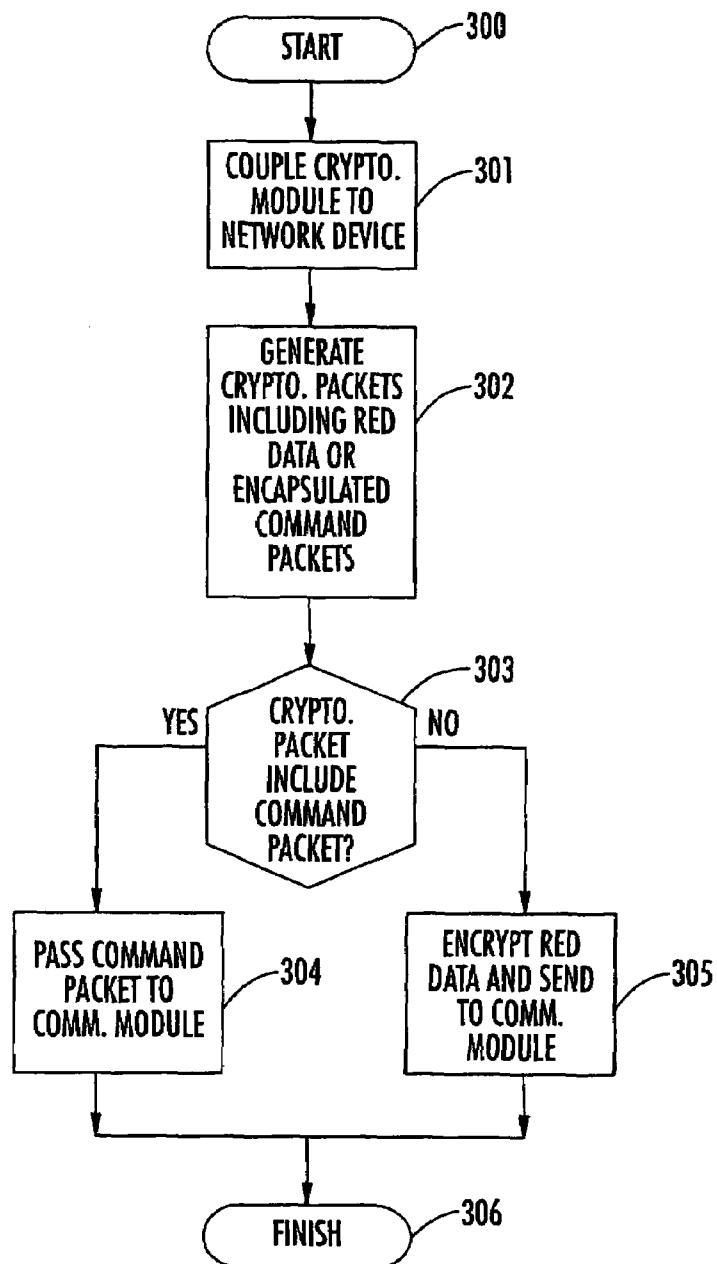 START
300
COUPLE CRYPTO.
MODULE TO
NETWORK DEVICE
301
GENERATE
CRYPTO. PACKETS
INCLUDING RED
DATA OR
ENCAPSULATED
COMMAND
PACKETS
302
303
YES
NO
CRYPTO.
PACKET
INCLUDE
COMMAND
PACKET?
PASS COMMAND
PACKET TO
COMM. MODULE
304
ENCRYPT RED
DATA AND SEND
TO COMM.
MODULE
305
FINISH
306